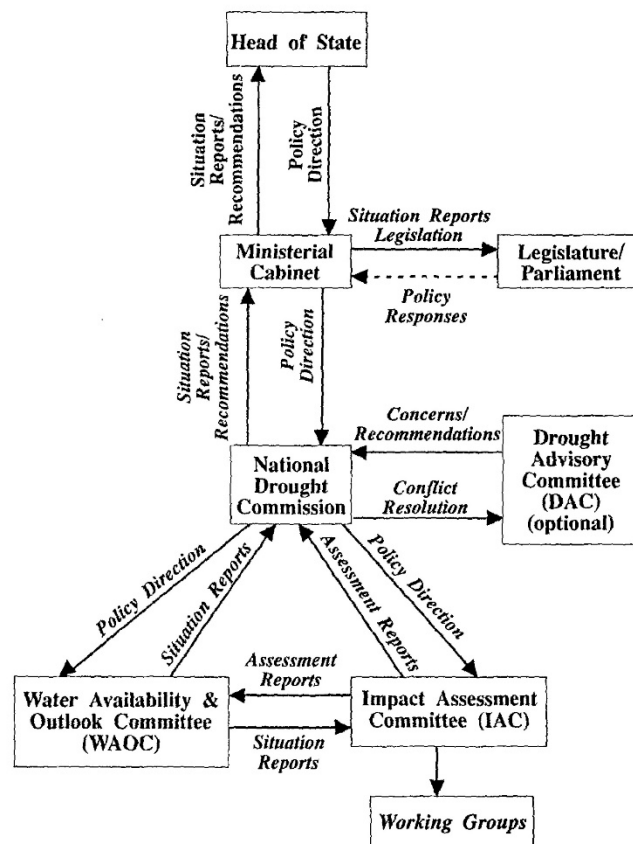 Head of State
Situation
Reports/
Recommendations
Policy
Direction
Situation Reports
Legislation
Ministerial
Cabinet
Legislature/
Parliament
Policy
Responses
Situation
Reports/
Recommendations
Policy
Direction
Concerns/
Recommendations
National
Drought
Commission
Drought
Advisory
Committee
(DAC)
(optional)
Conflict
Resolution
Policy Direction
Situation Reports
Assessment Reports
Policy Direction
Assessment
Reports
Water Availability &
Outlook Committee
(WAOC)
Impact Assessment
Committee (IAC)
Situation
Reports
Working Groups